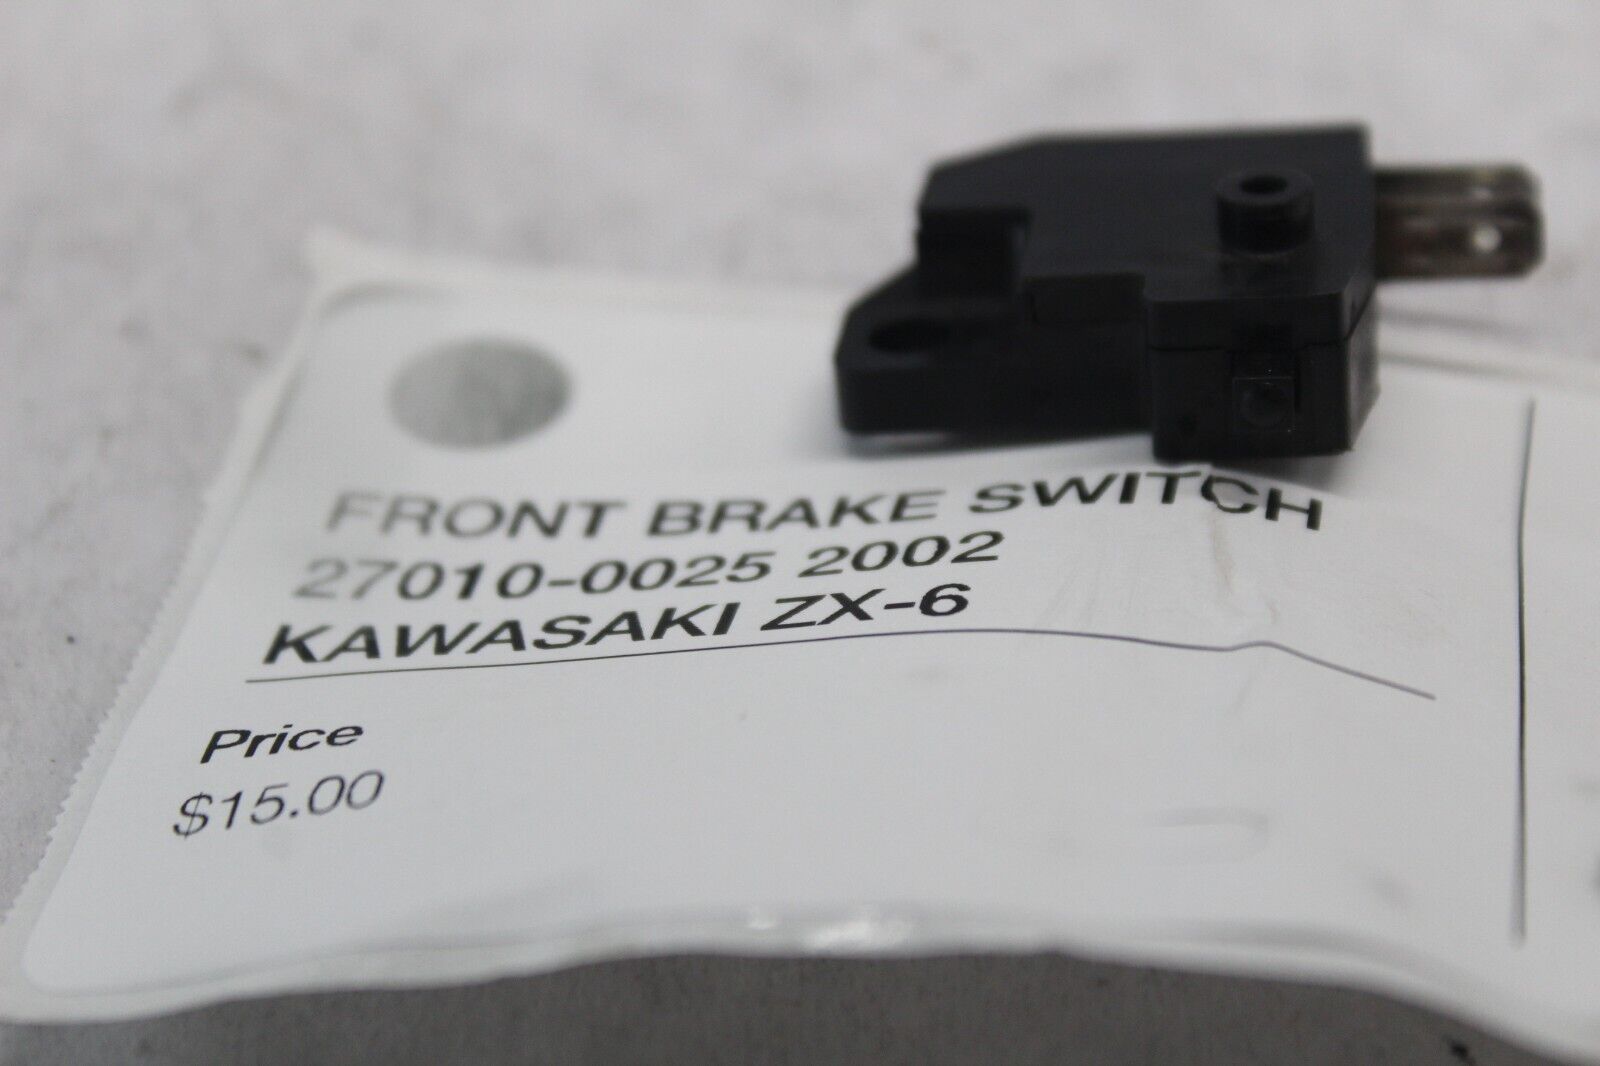 FRONT BRAKE SWITCH
27010-0025 2002
KAWASAKI ZX-6
Price
$15.00